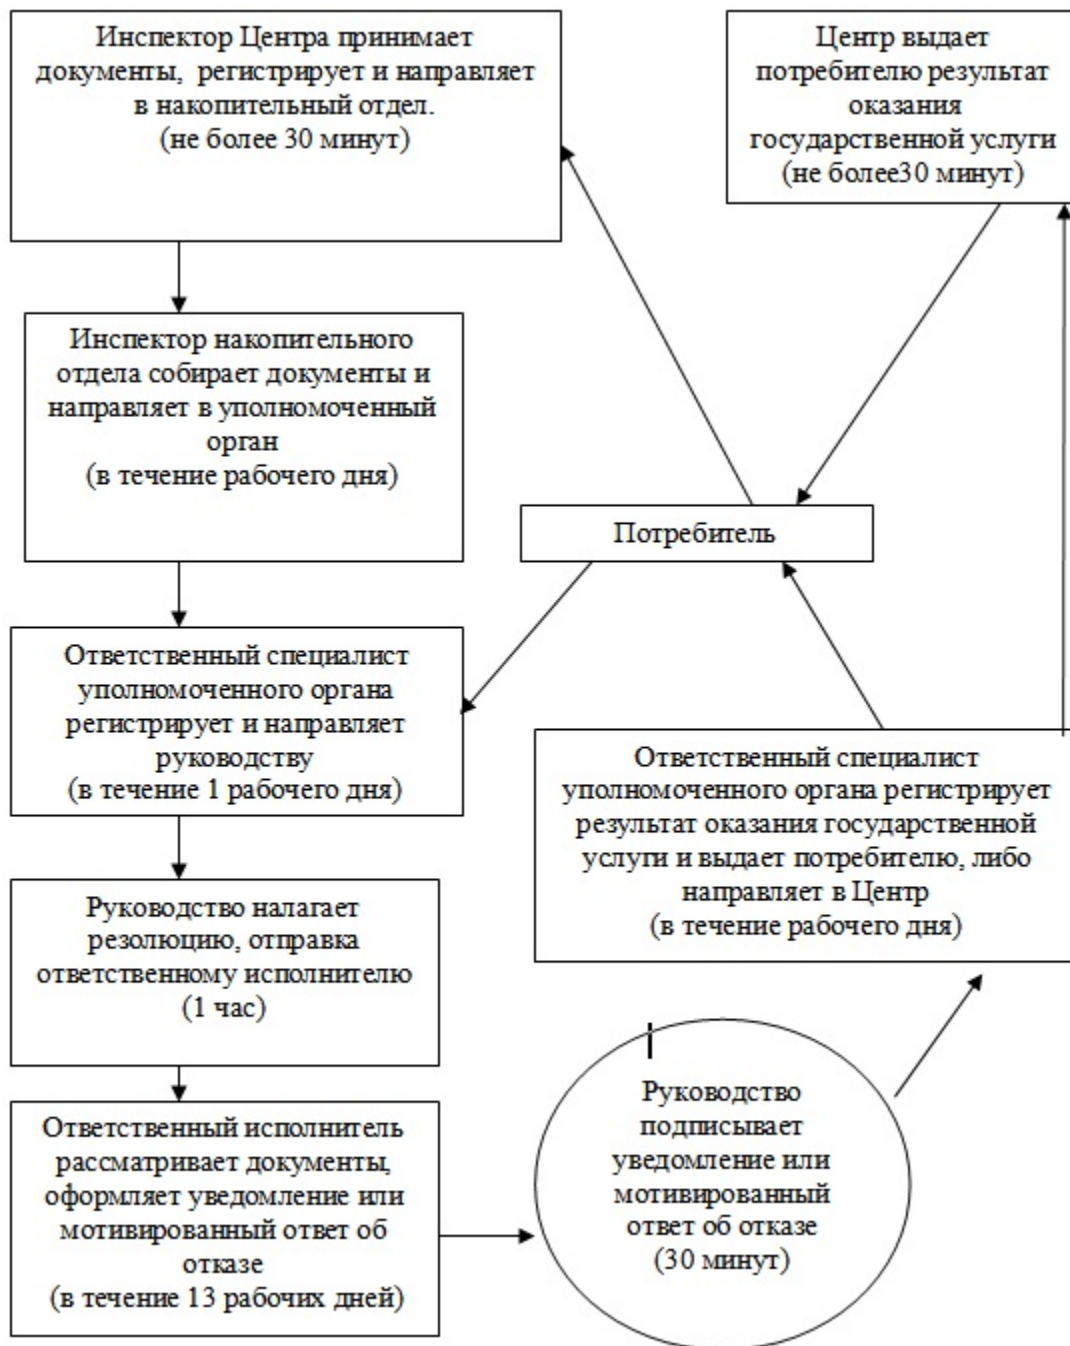 Инспектор Центра принимает
документы, регистрирует и направляет
в накопительный отдел.
(не более 30 минут)
Центр выдает
потребителю результат
оказания
государственной услуги
(не более30 минут)
Инспектор накопительного
отдела собирает документы и
направляет в уполномоченный
орган
(в течение рабочего дня)
Потребитель
Ответственный специалист
уполномоченного органа
регистрирует и направляет
руководству
(в течение 1 рабочего дня)
Ответственный специалист
уполномоченного органа регистрирует
результат оказания государственной
услуги и выдает потребителю, либо
направляет в Центр
(в течение рабочего дня)
Руководство налагает
резолюцию, отправка
ответственному исполнителю
(1 час)
Ответственный исполнитель
рассматривает документы,
оформляет уведомление или
мотивированный ответ об
отказе
(в течение 13 рабочих дней)
Руководство
подписывает
уведомление или
мотивированный
ответ об отказе
(30 минут)